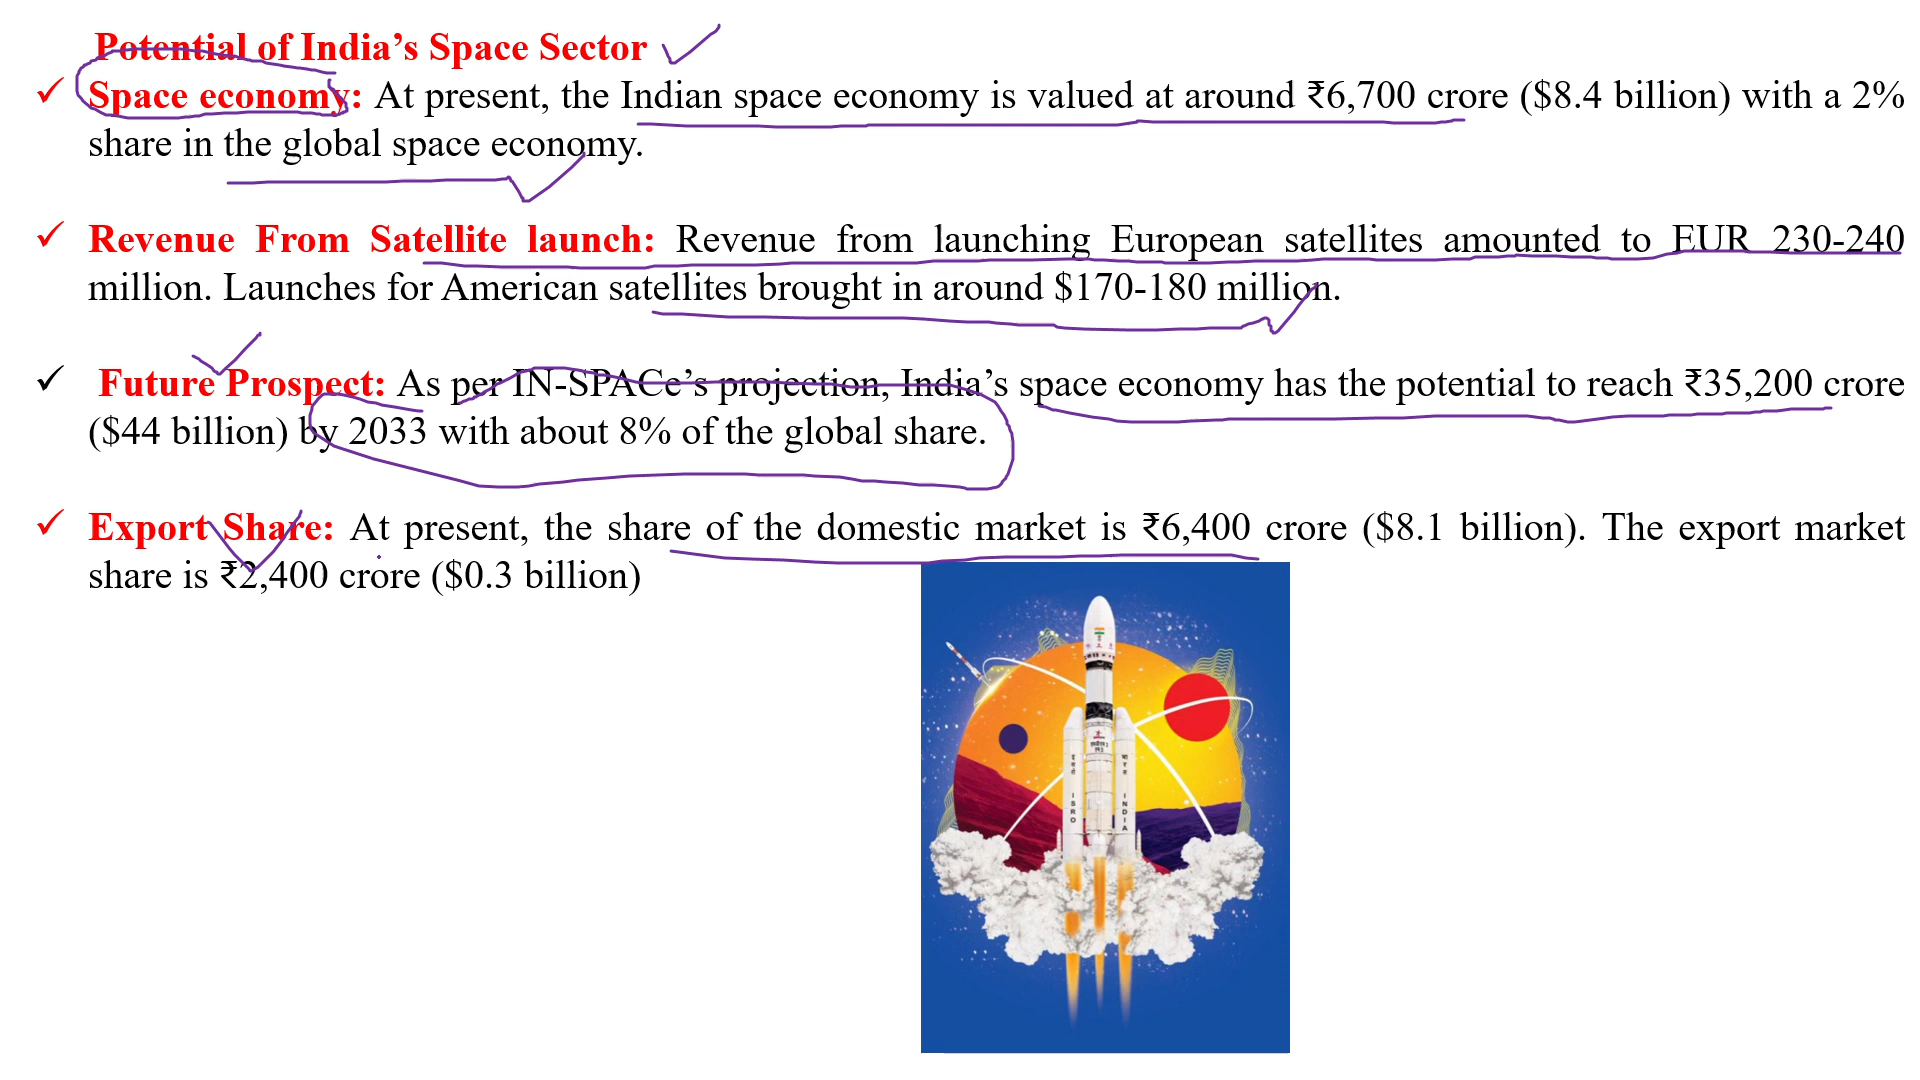 Potential of India's Space Sector
✓ Space economy: At present, the Indian space economy is valued at around ₹6,700 crore ($8.4 billion) with a 2%
share in the global space economy.
✓ Revenue From Satellite launch: Revenue from launching European satellites amounted to EUR 230-240
million. Launches for American satellites brought in around $170-180 million.
✓ Future Prospect: As per IN-SPACe's projection, India's space economy has the potential to reach ₹35,200 crore
($44 billion) by 2033 with about 8% of the global share.
✓ Export Share: At present, the share of the domestic market is ₹6,400 crore ($8.1 billion). The export market
share is ₹2,400 crore ($0.3 billion)
ISRO
INDIA